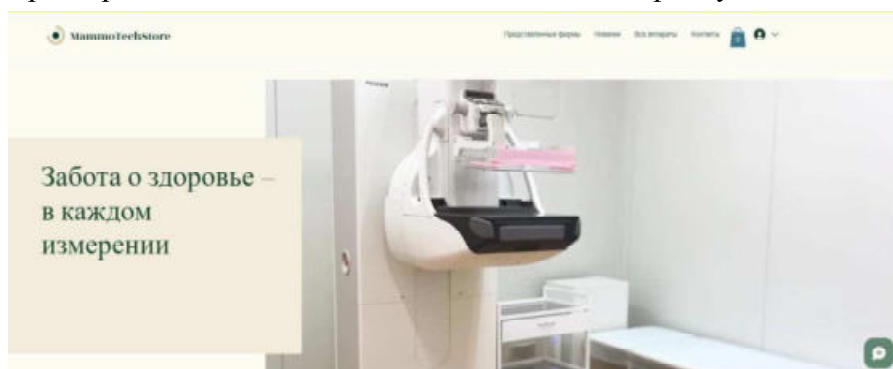 MammoTechStore
Представленные фирмы Новинки Все аппараты Контакты
Забота о здоровье –
в каждом
измерении